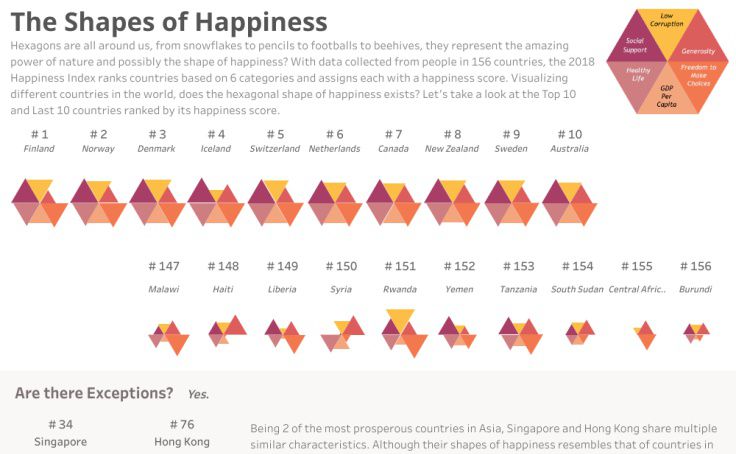 The Shapes of Happiness
Hexagons are all around us, from snowflakes to pencils to footballs to beehives, they represent the amazing
power of nature and possibly the shape of happiness? With data collected from people in 156 countries, the 2018
Happiness Index ranks countries based on 6 categories and assigns each with a happiness score. Visualizing
different countries in the world, does the hexagonal shape of happiness exists? Let's take a look at the Top 10
and Last 10 countries ranked by its happiness score.
Low
Corruption
Social
Support
Generosity
Healthy
Life
Freedom to
Make
Choices
GDP
Per
Capita
# 1 # 2 # 3 # 4 # 5 # 6 # 7 # 8 # 9 # 10
Finland Norway Denmark Iceland Switzerland Netherlands Canada New Zealand Sweden Australia
# 147 # 148 # 149 # 150 # 151 # 152 # 153 # 154 # 155 # 156
Malawi Haiti Liberia Syria Rwanda Yemen Tanzania South Sudan Central Afric.. Burundi
Are there Exceptions? Yes.
# 34 # 76
Singapore Hong Kong
Being 2 of the most prosperous countries in Asia, Singapore and Hong Kong share multiple
similar characteristics. Although their shapes of happiness resembles that of countries in